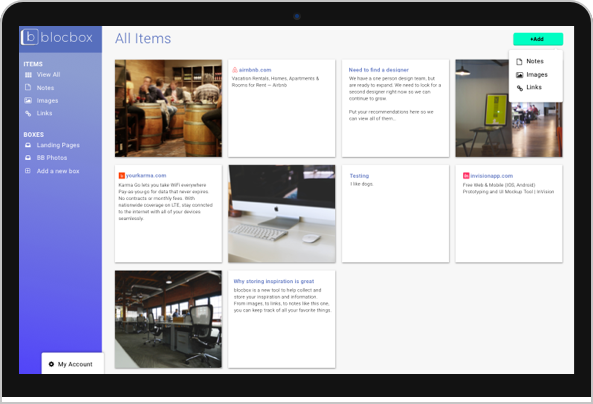 blocbox
All Items
+Add
Notes
Images
Links
ITEMS
View All
Notes
Images
Links
BOXES
Landing Pages
BB Photos
Add a new box
airbnb.com
Vacation Rentals, Homes, Apartments &
Rooms for Rent — Airbnb
Need to find a designer
We have a one person design team, but
are ready to expand. We need to look for
a second designer right now so we can
continue to grow.
Put your recommendations here so we
can view all of them.
yourkarma.com
Karma Go lets you take WiFi everywhere
Pay-as-you-go for data that never expires.
No contracts or monthly fees. With
nationwide coverage on LTE, stay connected
to the internet with all of your devices
seamlessly.
Testing
I like dogs.
invisionapp.com
Free Web & Mobile (iOS, Android)
Prototyping and UI Mockup Tool | InVision
Why storing inspiration is great
blocbox is a new tool to help collect and
store your inspiration and information.
From images, to links, to notes like this one,
you can keep track of all your favorite things.
My Account